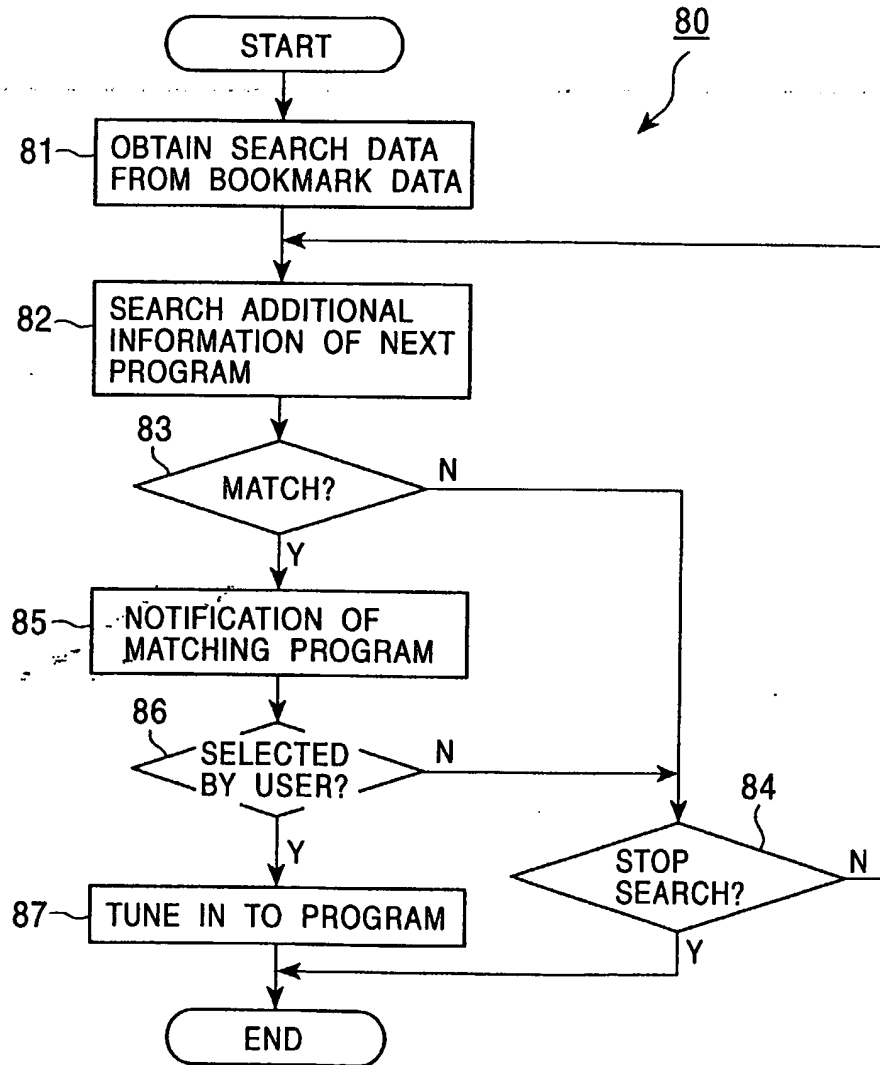 START
80
81
OBTAIN SEARCH DATA
FROM BOOKMARK DATA
82
SEARCH ADDITIONAL
INFORMATION OF NEXT
PROGRAM
83
MATCH?
N
Y
85
NOTIFICATION OF
MATCHING PROGRAM
86
SELECTED
BY USER?
N
Y
84
STOP
SEARCH?
N
Y
87
TUNE IN TO PROGRAM
END